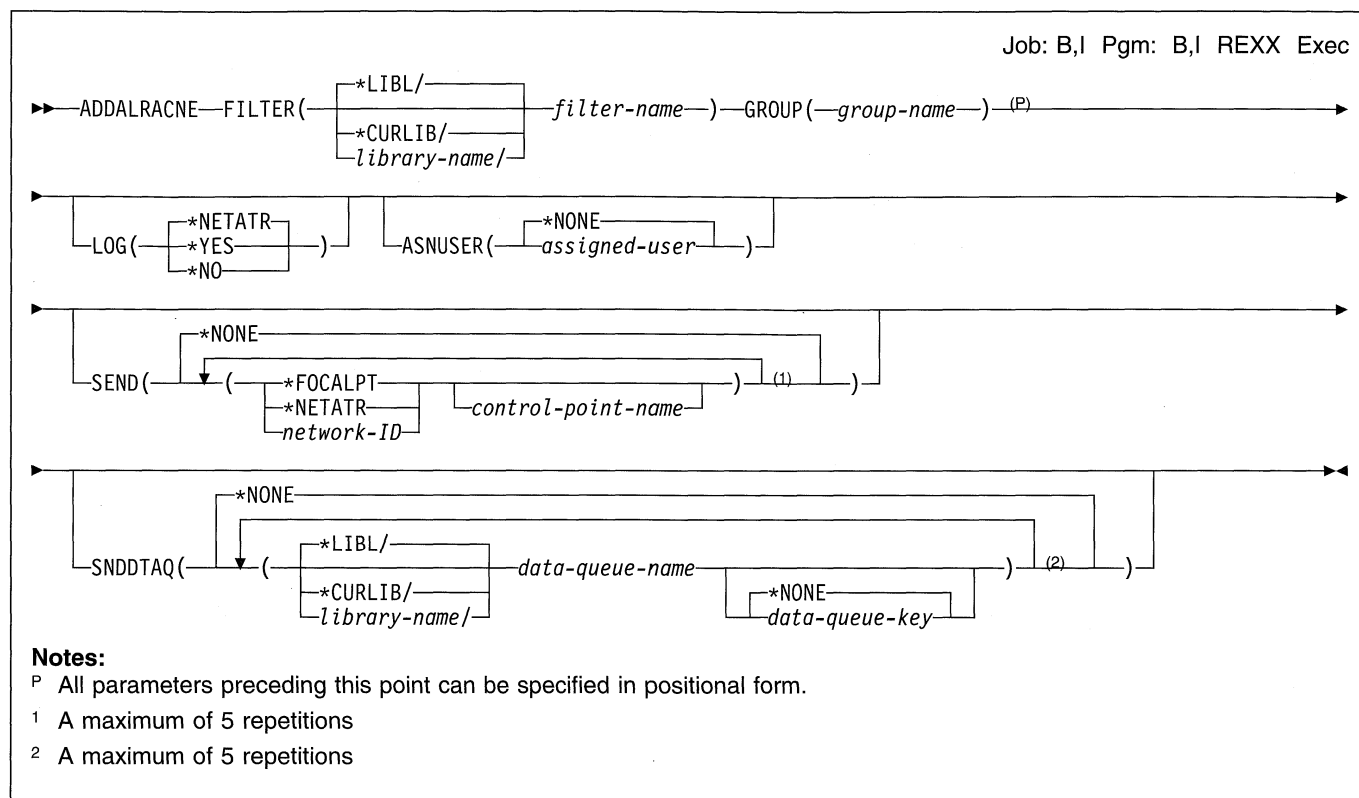 Job: B,I Pgm: B,I REXX Exec
*LIBL/
ADDALRACNE FILTER( filter-name ) GROUP( group-name ) (P)
*CURLIB/
library-name/
*NETATR
LOG( *YES )
*NO
*NONE
ASNUSER( assigned-user )
*NONE
SEND( ( *FOCALPT ) (1) )
*NETATR
control-point-name
network-ID
*NONE
*LIBL/
SNDDTAQ( ( data-queue-name ) (2) )
*CURLIB/
library-name/
*NONE
data-queue-key
Notes:
P All parameters preceding this point can be specified in positional form.
1 A maximum of 5 repetitions
2 A maximum of 5 repetitions